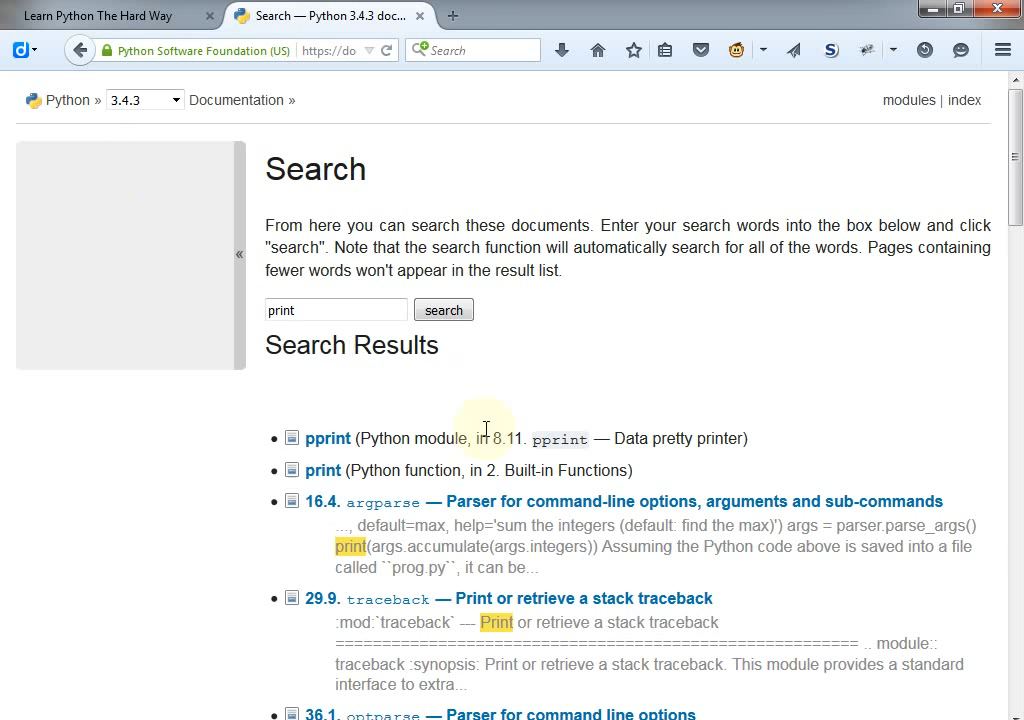 Learn Python The Hard Way
Search — Python 3.4.3 doc...
Python Software Foundation (US) https://do
Search
Python » 3.4.3 Documentation »
modules | index
Search
From here you can search these documents. Enter your search words into the box below and click
"search". Note that the search function will automatically search for all of the words. Pages containing
fewer words won't appear in the result list.
print search
Search Results
pprint (Python module, in 8.11. pprint — Data pretty printer)
print (Python function, in 2. Built-in Functions)
16.4. argparse — Parser for command-line options, arguments and sub-commands
..., default=max, help='sum the integers (default: find the max)') args = parser.parse_args()
print(args.accumulate(args.integers)) Assuming the Python code above is saved into a file
called ``prog.py``, it can be...
29.9. traceback — Print or retrieve a stack traceback
:mod:`traceback` --- Print or retrieve a stack traceback
======================================================== .. module::
traceback :synopsis: Print or retrieve a stack traceback. This module provides a standard
interface to extra...
36.1. optparse — Parser for command line options